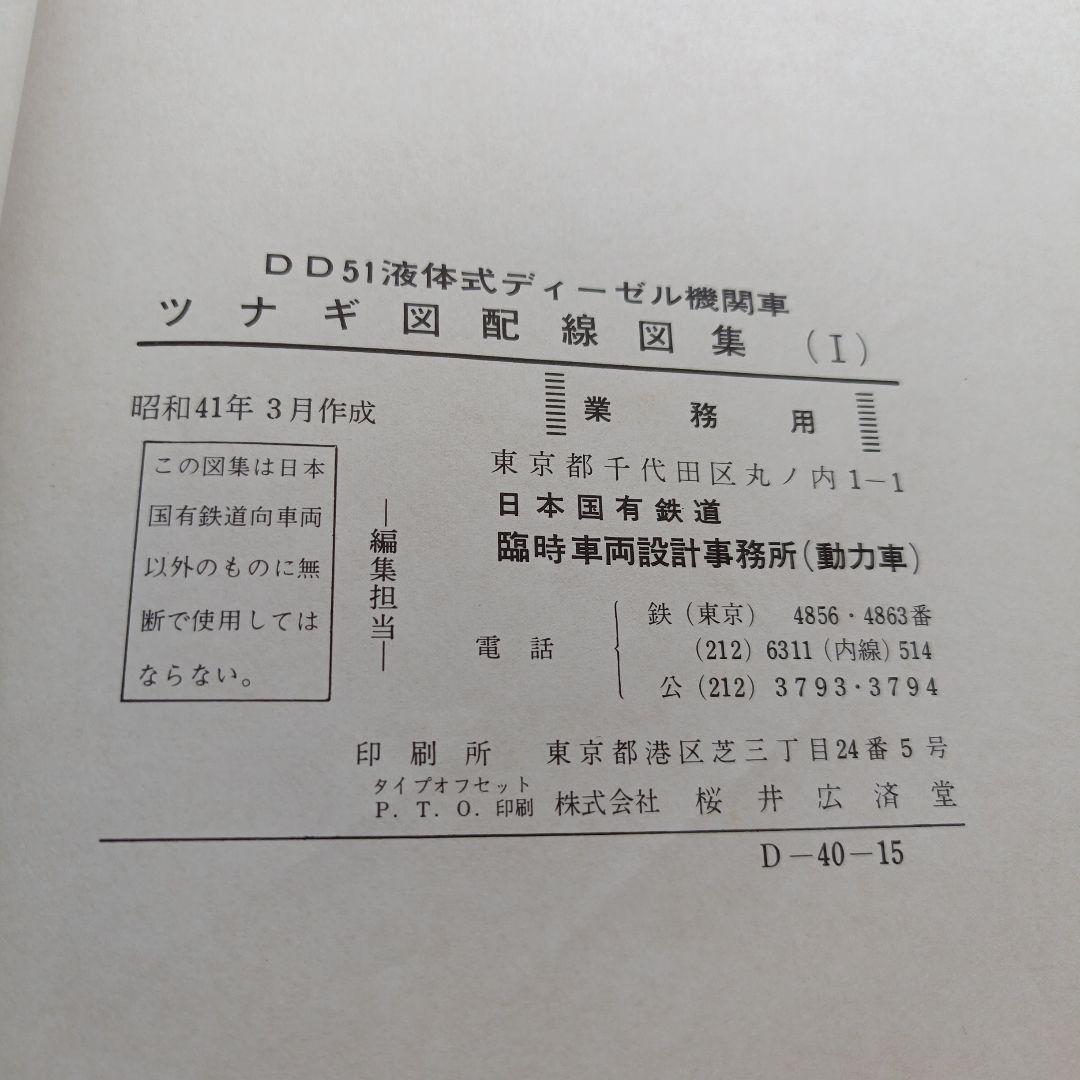 DD51液体式ディーゼル機関車
ツナギ図配線図集 (I)
業務用
昭和41年3月作成
この図集は日本
国有鉄道向車両
以外のものに無
断で使用しては
ならない。
―編集担当―
東京都千代田区丸ノ内1−1
日本国有鉄道
臨時車両設計事務所(動力車)
電話
鉄(東京) 4856・4863番
(212) 6311 (内線) 514
公(212) 3793・3794
印刷所 東京都港区芝三丁目24番5号
タイプオフセット
P. T. O. 印刷 株式会社 桜井広済堂
D−40−15